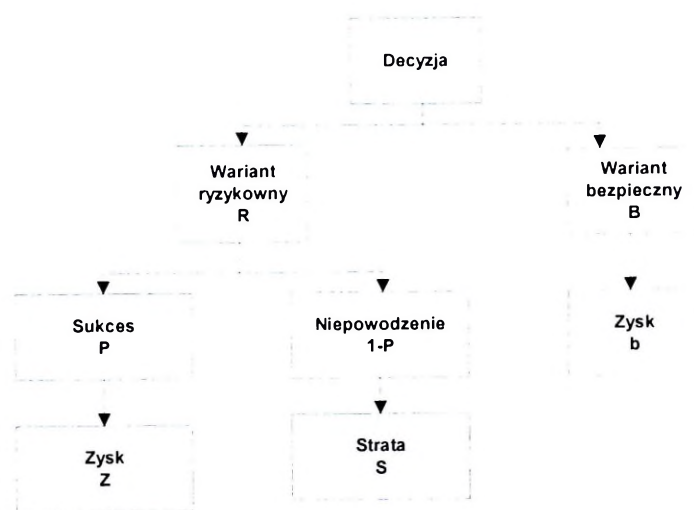 Decyzja
Wariant
ryzykowny
R
Wariant
bezpieczny
B
Sukces
P
Niepowodzenie
1-P
Zysk
b
Zysk
Z
Strata
S